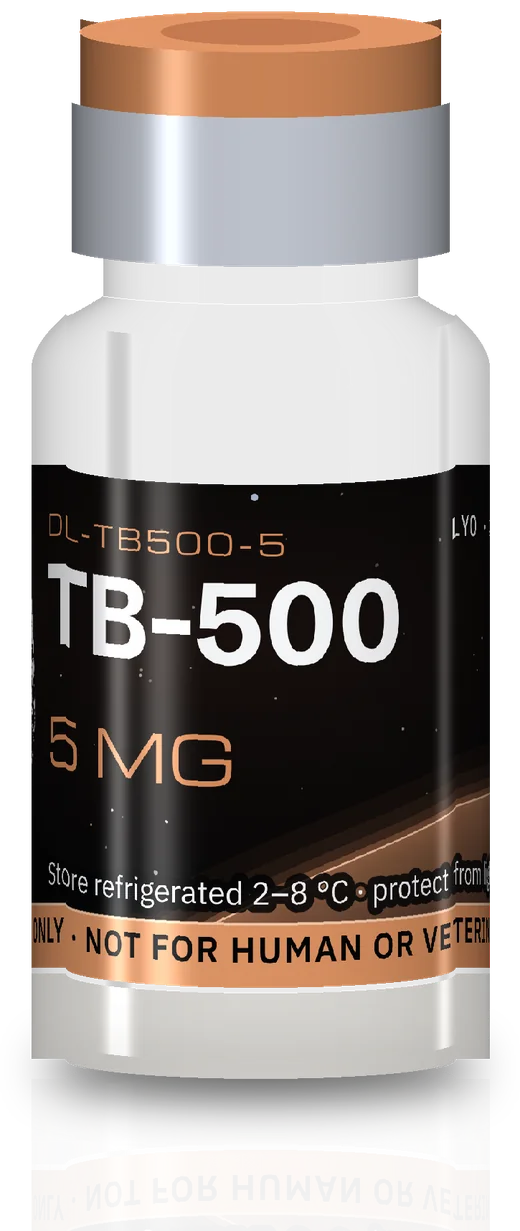 DL-TB500-5
LYO ·
TB-500
5 MG
Store refrigerated 2–8 °C · protect from
ONLY · NOT FOR HUMAN OR